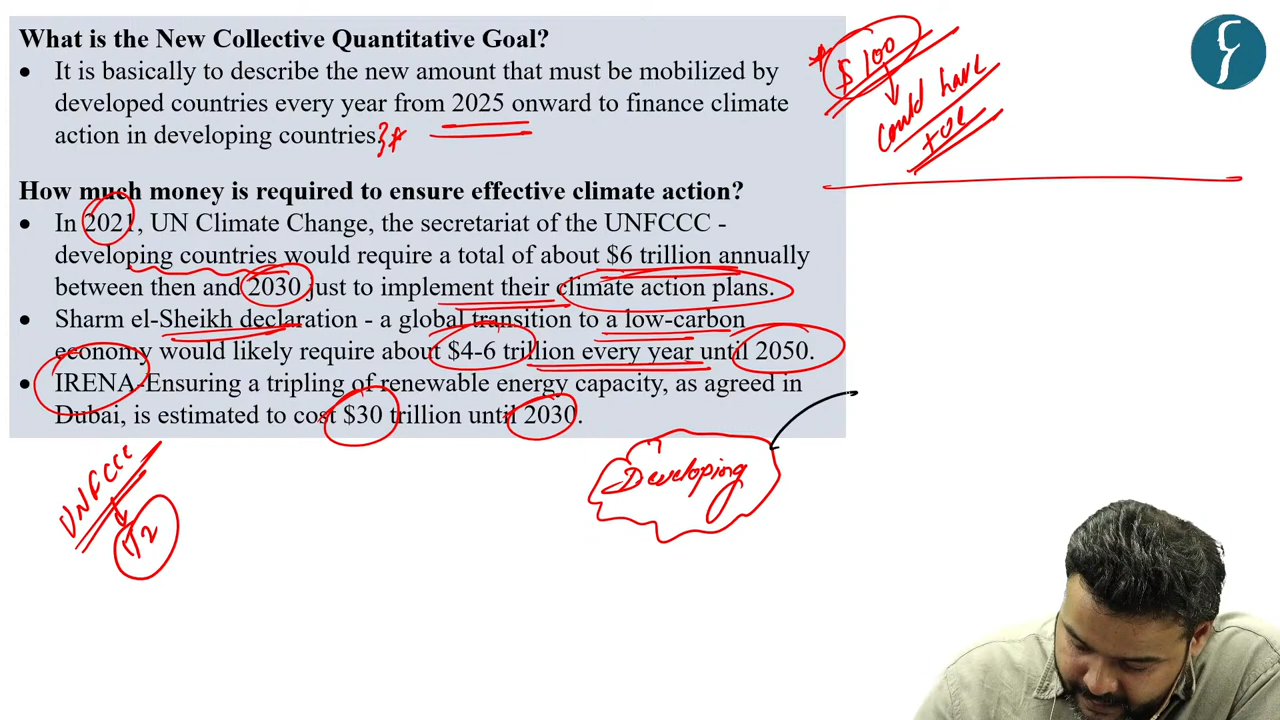 What is the New Collective Quantitative Goal?
• It is basically to describe the new amount that must be mobilized by
developed countries every year from 2025 onward to finance climate
action in developing countries.
How much money is required to ensure effective climate action?
• In 2021, UN Climate Change, the secretariat of the UNFCCC -
developing countries would require a total of about $6 trillion annually
between then and 2030 just to implement their climate action plans.
• Sharm el-Sheikh declaration - a global transition to a low-carbon
economy would likely require about $4-6 trillion every year until 2050.
• IRENA-Ensuring a tripling of renewable energy capacity, as agreed in
Dubai, is estimated to cost $30 trillion until 2030.
$100
could have
UNFCCC
Developing